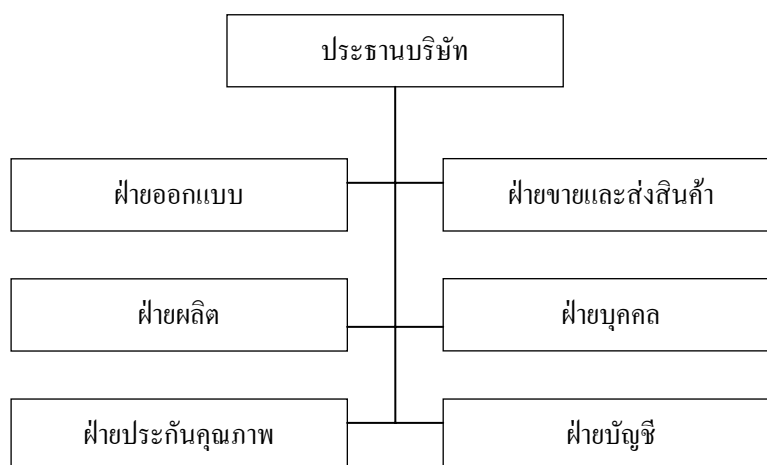 ประธานบริษัท
ฝ่ายออกแบบ
ฝ่ายขายและส่งสินค้า
ฝ่ายผลิต
ฝ่ายบุคคล
ฝ่ายประกันคุณภาพ
ฝ่ายบัญชี